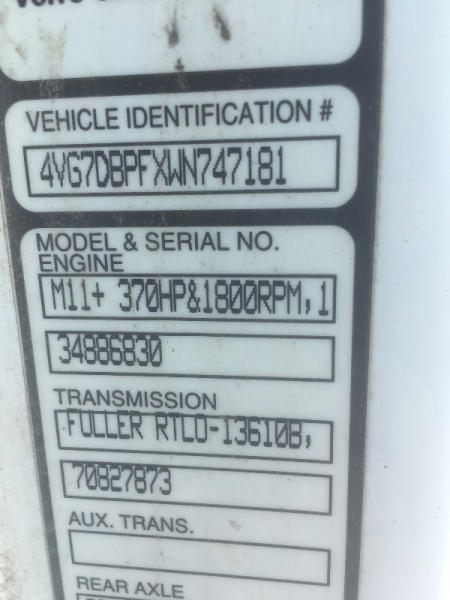 VEHICLE IDENTIFICATION #
4VG7DBPFXWN747181
MODEL & SERIAL NO.
ENGINE
M11+ 370HP&1800RPM,1
34886830
TRANSMISSION
FULLER RTLO-13610B,
70827873
AUX. TRANS.
REAR AXLE